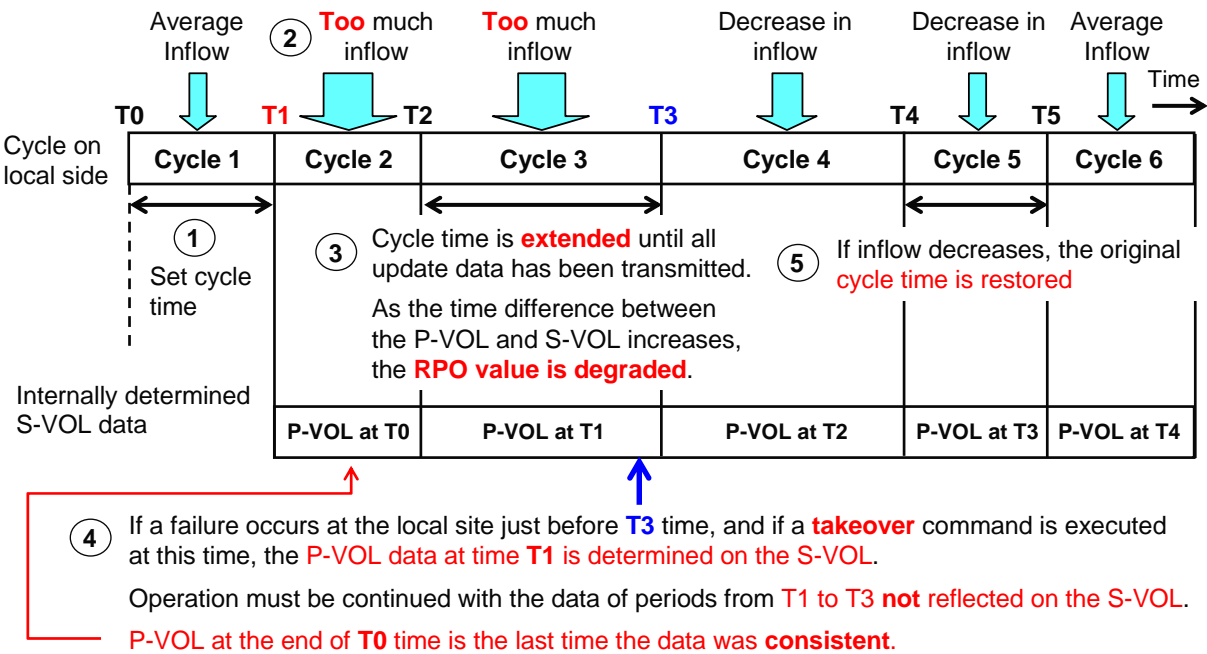 Average Inflow
2 Too much inflow
Too much inflow
Decrease in inflow
Decrease in inflow
Average Inflow
Time
T0 T1 T2 T3 T4 T5
Cycle on local side
Cycle 1 Cycle 2 Cycle 3 Cycle 4 Cycle 5 Cycle 6
1
Set cycle
time
3
Cycle time is extended until all
update data has been transmitted.
As the time difference between
the P-VOL and S-VOL increases,
the RPO value is degraded.
5
If inflow decreases, the original
cycle time is restored
Internally determined
S-VOL data
P-VOL at T0 P-VOL at T1 P-VOL at T2 P-VOL at T3 P-VOL at T4
4
If a failure occurs at the local site just before T3 time, and if a takeover command is executed
at this time, the P-VOL data at time T1 is determined on the S-VOL.
Operation must be continued with the data of periods from T1 to T3 not reflected on the S-VOL.
P-VOL at the end of T0 time is the last time the data was consistent.